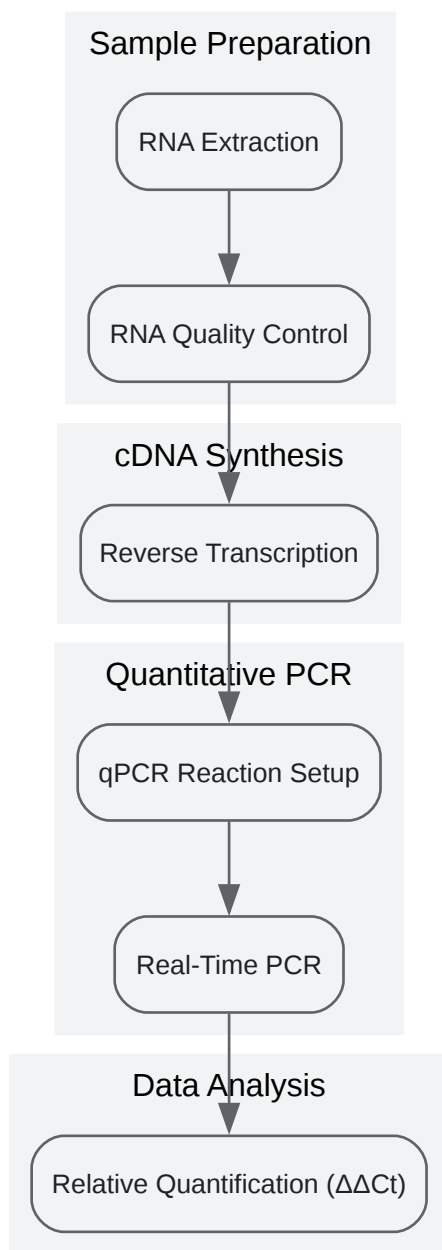 Sample Preparation
RNA Extraction
RNA Quality Control
cDNA Synthesis
Reverse Transcription
Quantitative PCR
qPCR Reaction Setup
Real-Time PCR
Data Analysis
Relative Quantification (ΔΔCt)